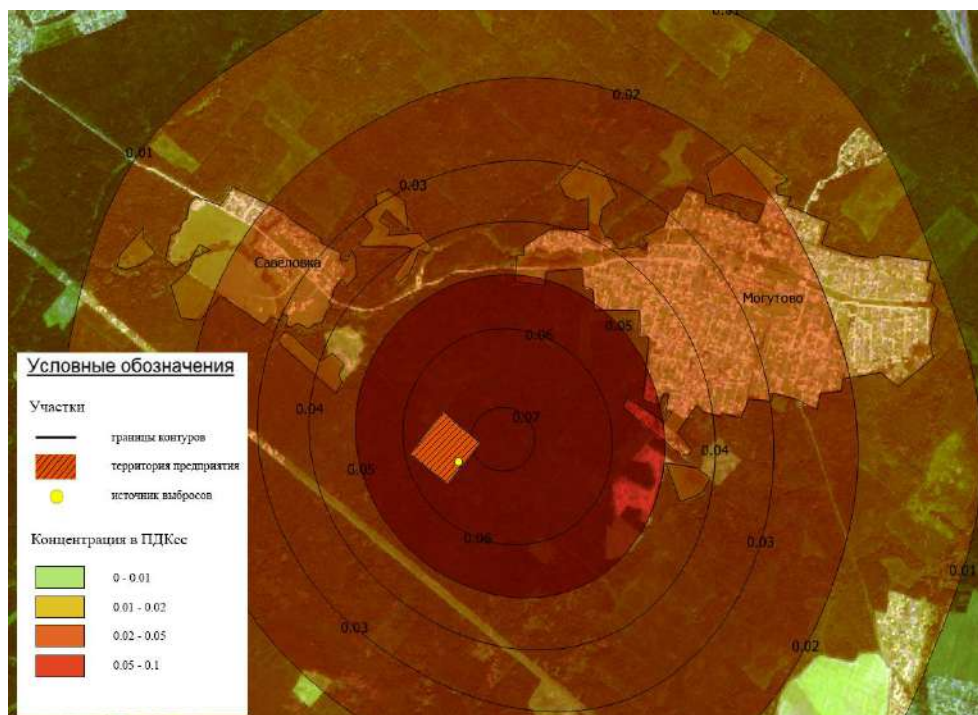 0.01
0.02
0.01
0.03
Савеловка
Могутово
0.05
0.06
Условные обозначения
Участки
границы контуров
территория предприятия
источник выбросов
Концентрация в ПДКсс
0 - 0.01
0.01 - 0.02
0.02 - 0.05
0.05 - 0.1
0.04
0.07
0.04
0.05
0.06
0.03
0.01
0.03
0.02